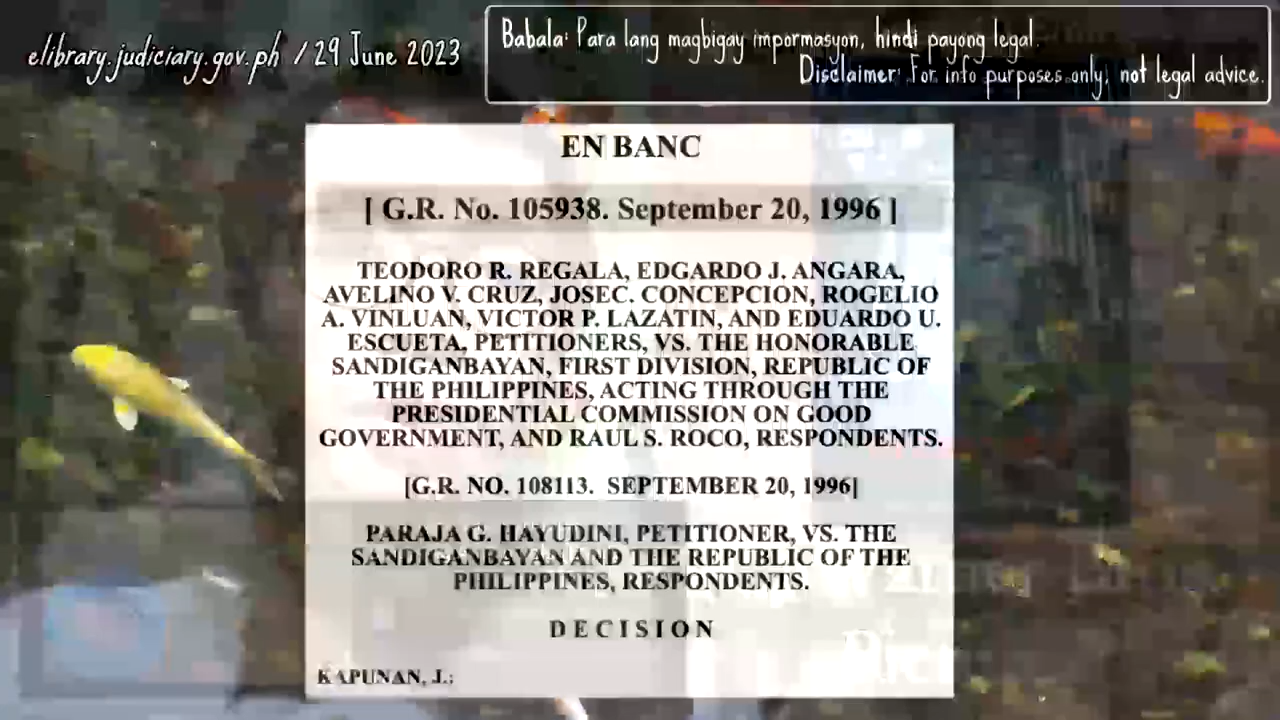 elibrary.judiciary.gov.ph / 29 June 2023
Babala: Para lang magbigay impormasyon, hindi payong legal.
Disclaimer: For info purposes only, not legal advice.
EN BANC
[ G.R. No. 105938. September 20, 1996 ]
TEODORO R. REGALA, EDGARDO J. ANGARA,
AVELINO V. CRUZ, JOSEC. CONCEPCION, ROGELIO
A. VINLUAN, VICTOR P. LAZATIN, AND EDUARDO U.
ESCUETA, PETITIONERS, VS. THE HONORABLE
SANDIGANBAYAN, FIRST DIVISION, REPUBLIC OF
THE PHILIPPINES, ACTING THROUGH THE
PRESIDENTIAL COMMISSION ON GOOD
GOVERNMENT, AND RAUL S. ROCO, RESPONDENTS.
[G.R. NO. 108113. SEPTEMBER 20, 1996]
PARAJA G. HAYUDINI, PETITIONER, VS. THE
SANDIGANBAYAN AND THE REPUBLIC OF THE
PHILIPPINES, RESPONDENTS.
D E C I S I O N
KAPUNAN, J.: